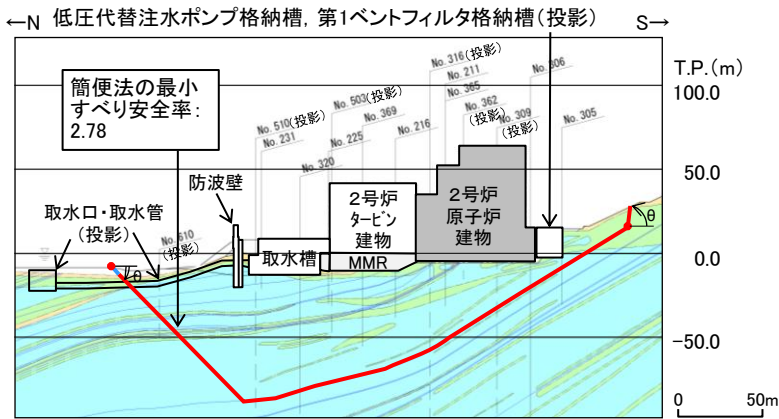 ←N 低圧代替注水ポンプ格納槽, 第1ベントフィルタ格納槽(投影) S→
T.P.(m)
簡便法の最小
すべり安全率:
2.78
No. 316(投影)
No. 211
No. 365
No. 362
(投影)
No. 309
(投影)
No. 306
No. 305
No. 503(投影)
No. 369
No. 216
No. 510(投影)
No. 231
No. 225
No. 320
No. 610
(投影)
100.0
50.0
0.0
-50.0
防波壁
取水口・取水管
(投影)
取水槽
2号炉
タービン
建物
MMR
2号炉
原子炉
建物
θ
θ
0 50m